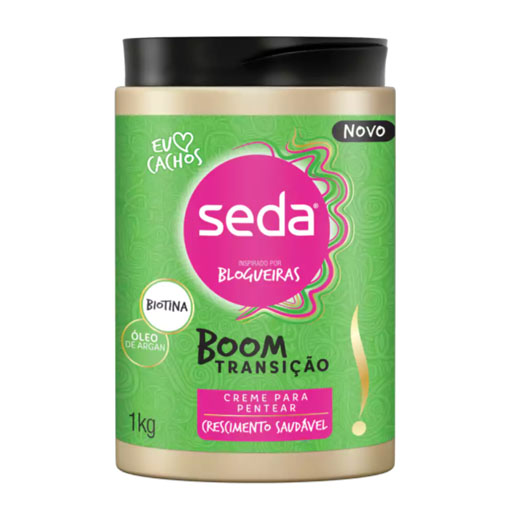 EU
CACHOS
NOVO
seda®
INSPIRADO POR
BLOGUEIRAS
BIOTINA
ÓLEO
DE ARGAN
BOOM
TRANSIÇÃO
CREME PARA
PENTEAR
CRESCIMENTO SAUDÁVEL
1kg